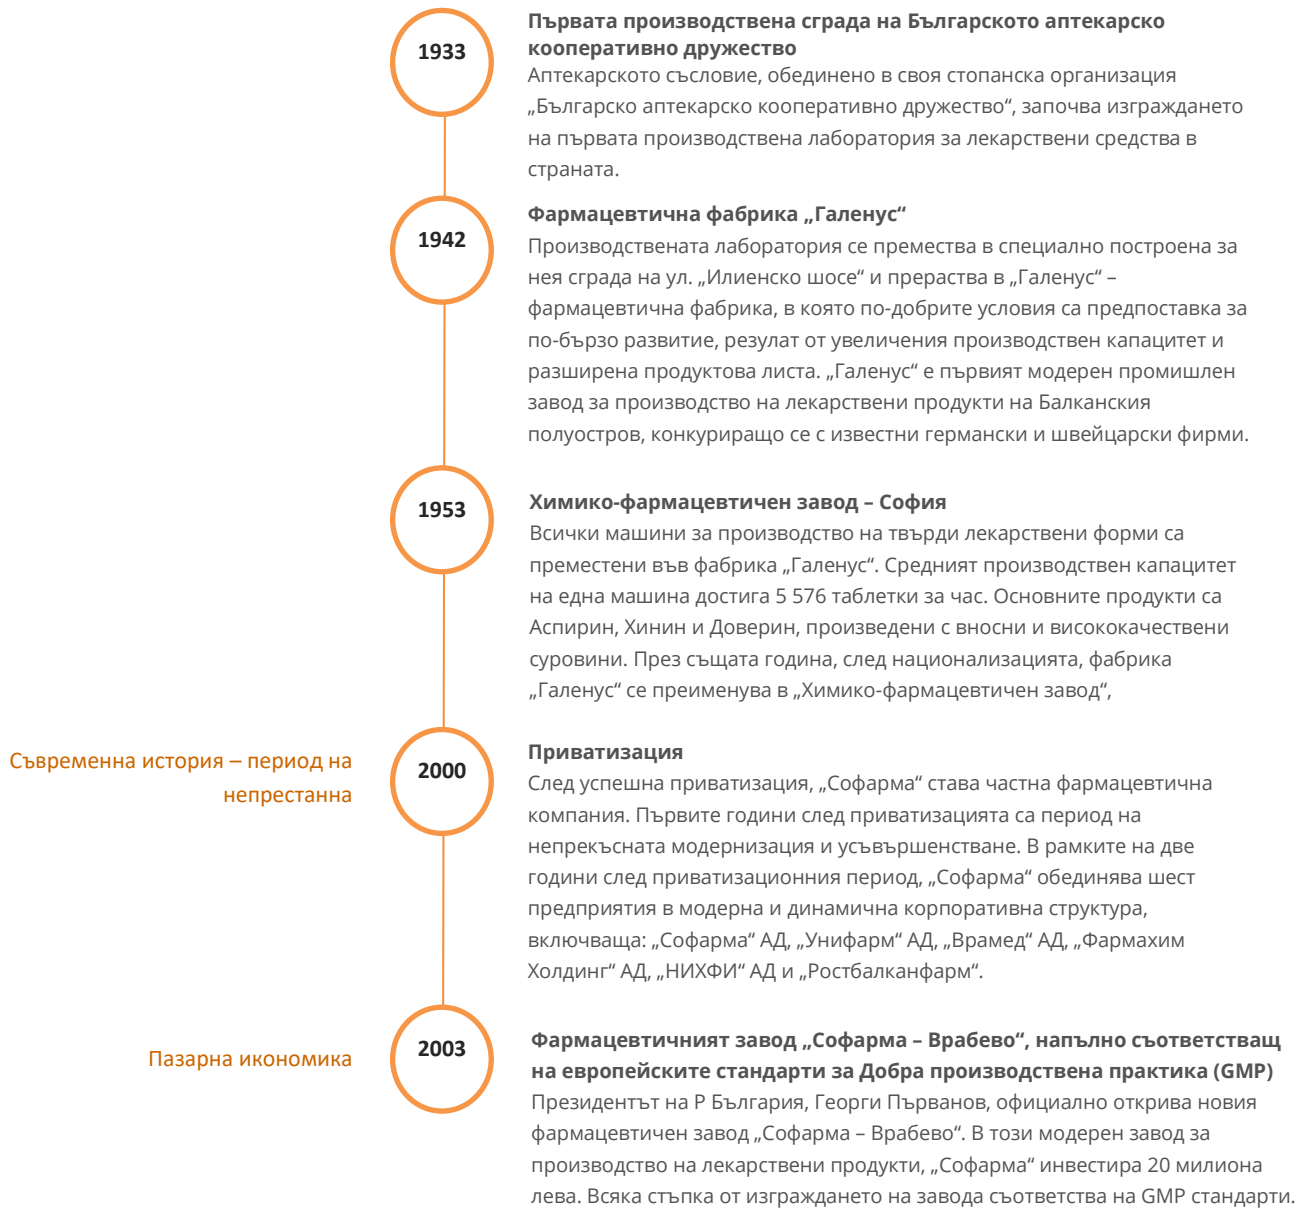 1933
Първата производствена сграда на Българското аптекарско
кооперативно дружество
Аптекарското съсловие, обединено в своя стопанска организация
„Българско аптекарско кооперативно дружество“, започва изграждането
на първата производствена лаборатория за лекарствени средства в
страната.
1942
Фармацевтична фабрика „Галенус“
Производствената лаборатория се премества в специално построена за
нея сграда на ул. „Илиенско шосе“ и прераства в „Галенус“ –
фармацевтична фабрика, в която по-добрите условия са предпоставка за
по-бързо развитие, резулат от увеличения производствен капацитет и
разширена продуктова листа. „Галенус“ е първият модерен промишлен
завод за производство на лекарствени продукти на Балканския
полуостров, конкуриращо се с известни германски и швейцарски фирми.
1953
Химико-фармацевтичен завод – София
Всички машини за производство на твърди лекарствени форми са
преместени във фабрика „Галенус“. Средният производствен капацитет
на една машина достига 5 576 таблетки за час. Основните продукти са
Аспирин, Хинин и Доверин, произведени с вносни и висококачествени
суровини. През същата година, след национализацията, фабрика
„Галенус“ се преименува в „Химико-фармацевтичен завод“,
Съвременна история – период на
непрестанна
2000
Приватизация
След успешна приватизация, „Софарма“ става частна фармацевтична
компания. Първите години след приватизацията са период на
непрекъсната модернизация и усъвършенстване. В рамките на две
години след приватизационния период, „Софарма“ обединява шест
предприятия в модерна и динамична корпоративна структура,
включваща: „Софарма“ АД, „Унифарм“ АД, „Врамед“ АД, „Фармахим
Холдинг“ АД, „НИХФИ“ АД и „Ростбалканфарм“.
Пазарна икономика
2003
Фармацевтичният завод „Софарма – Врабево“, напълно съответстващ
на европейските стандарти за Добра производствена практика (GMP)
Президентът на Р България, Георги Първанов, официално открива новия
фармацевтичен завод „Софарма – Врабево“. В този модерен завод за
производство на лекарствени продукти, „Софарма“ инвестира 20 милиона
лева. Всяка стъпка от изграждането на завода съответства на GMP стандарти.